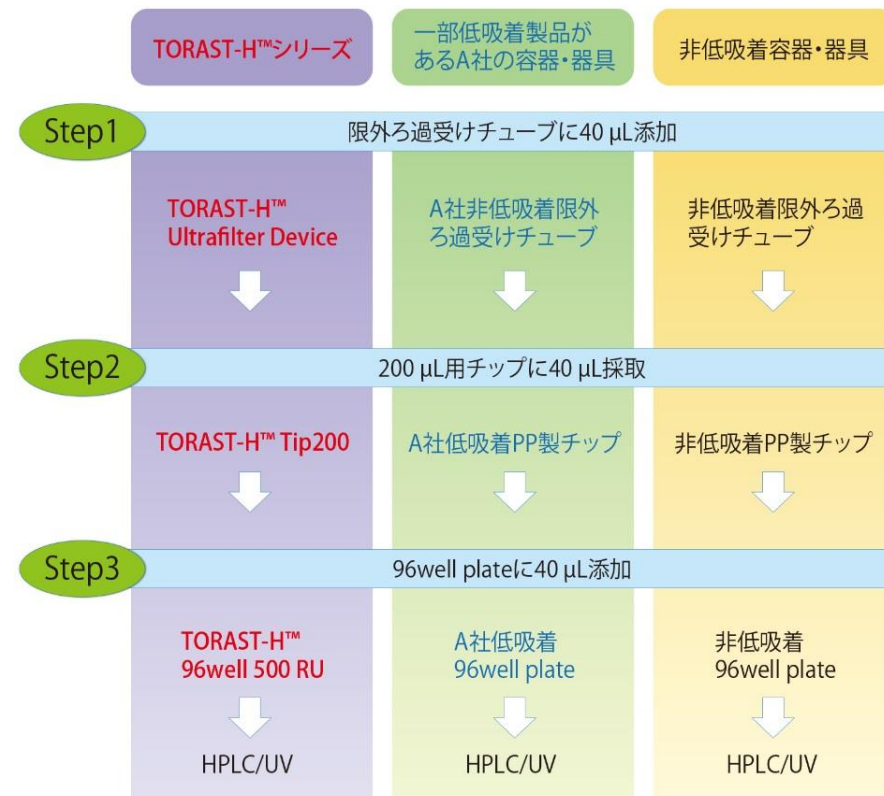 TORAST-H™シリーズ
一部低吸着製品が
あるA社の容器・器具
非低吸着容器・器具
Step1
限外ろ過受けチューブに40 µL添加
TORAST-H™
Ultrafilter Device
A社非低吸着限外
ろ過受けチューブ
非低吸着限外ろ過
受けチューブ
Step2
200 µL用チップに40 µL採取
TORAST-H™ Tip200
A社低吸着PP製チップ
非低吸着PP製チップ
Step3
96well plateに40 µL添加
TORAST-H™
96well 500 RU
A社低吸着
96well plate
非低吸着
96well plate
HPLC/UV
HPLC/UV
HPLC/UV